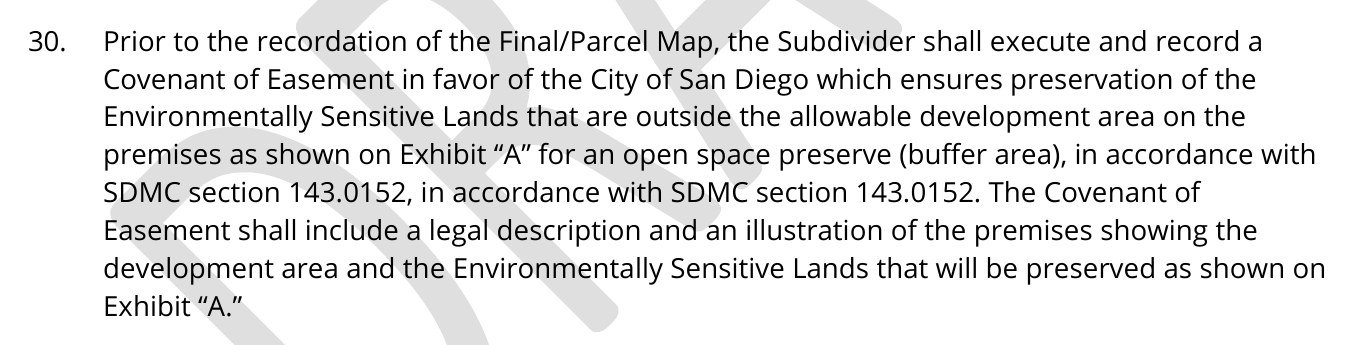 30. Prior to the recordation of the Final/Parcel Map, the Subdivider shall execute and record a
Covenant of Easement in favor of the City of San Diego which ensures preservation of the
Environmentally Sensitive Lands that are outside the allowable development area on the
premises as shown on Exhibit “A” for an open space preserve (buffer area), in accordance with
SDMC section 143.0152, in accordance with SDMC section 143.0152. The Covenant of
Easement shall include a legal description and an illustration of the premises showing the
development area and the Environmentally Sensitive Lands that will be preserved as shown on
Exhibit “A.”